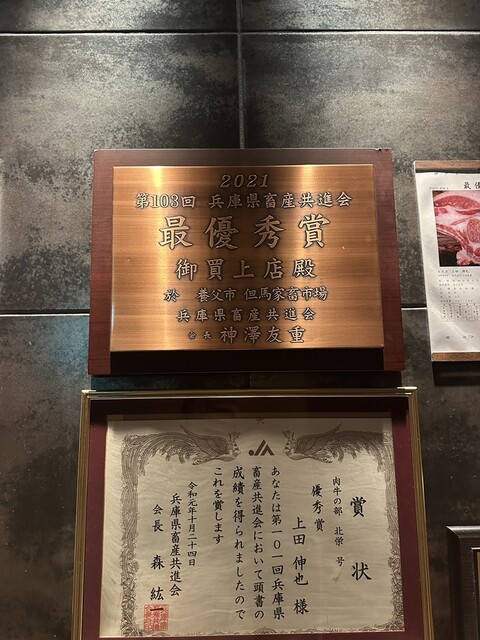 2021
第103回 兵庫県畜産共進会
最優秀賞
御買上店殿
於 養父市 但馬家畜市場
兵庫県畜産共進会
会長 神澤友重
JA
賞状
肉牛の部 北栄 号
優秀賞
上田伸也 様
あなたは第一〇一回兵庫県
畜産共進会において頭書の
成績を得られましたので
これを賞します
令和元年十月二十四日
兵庫県畜産共進会
会長 森 紘一
最優